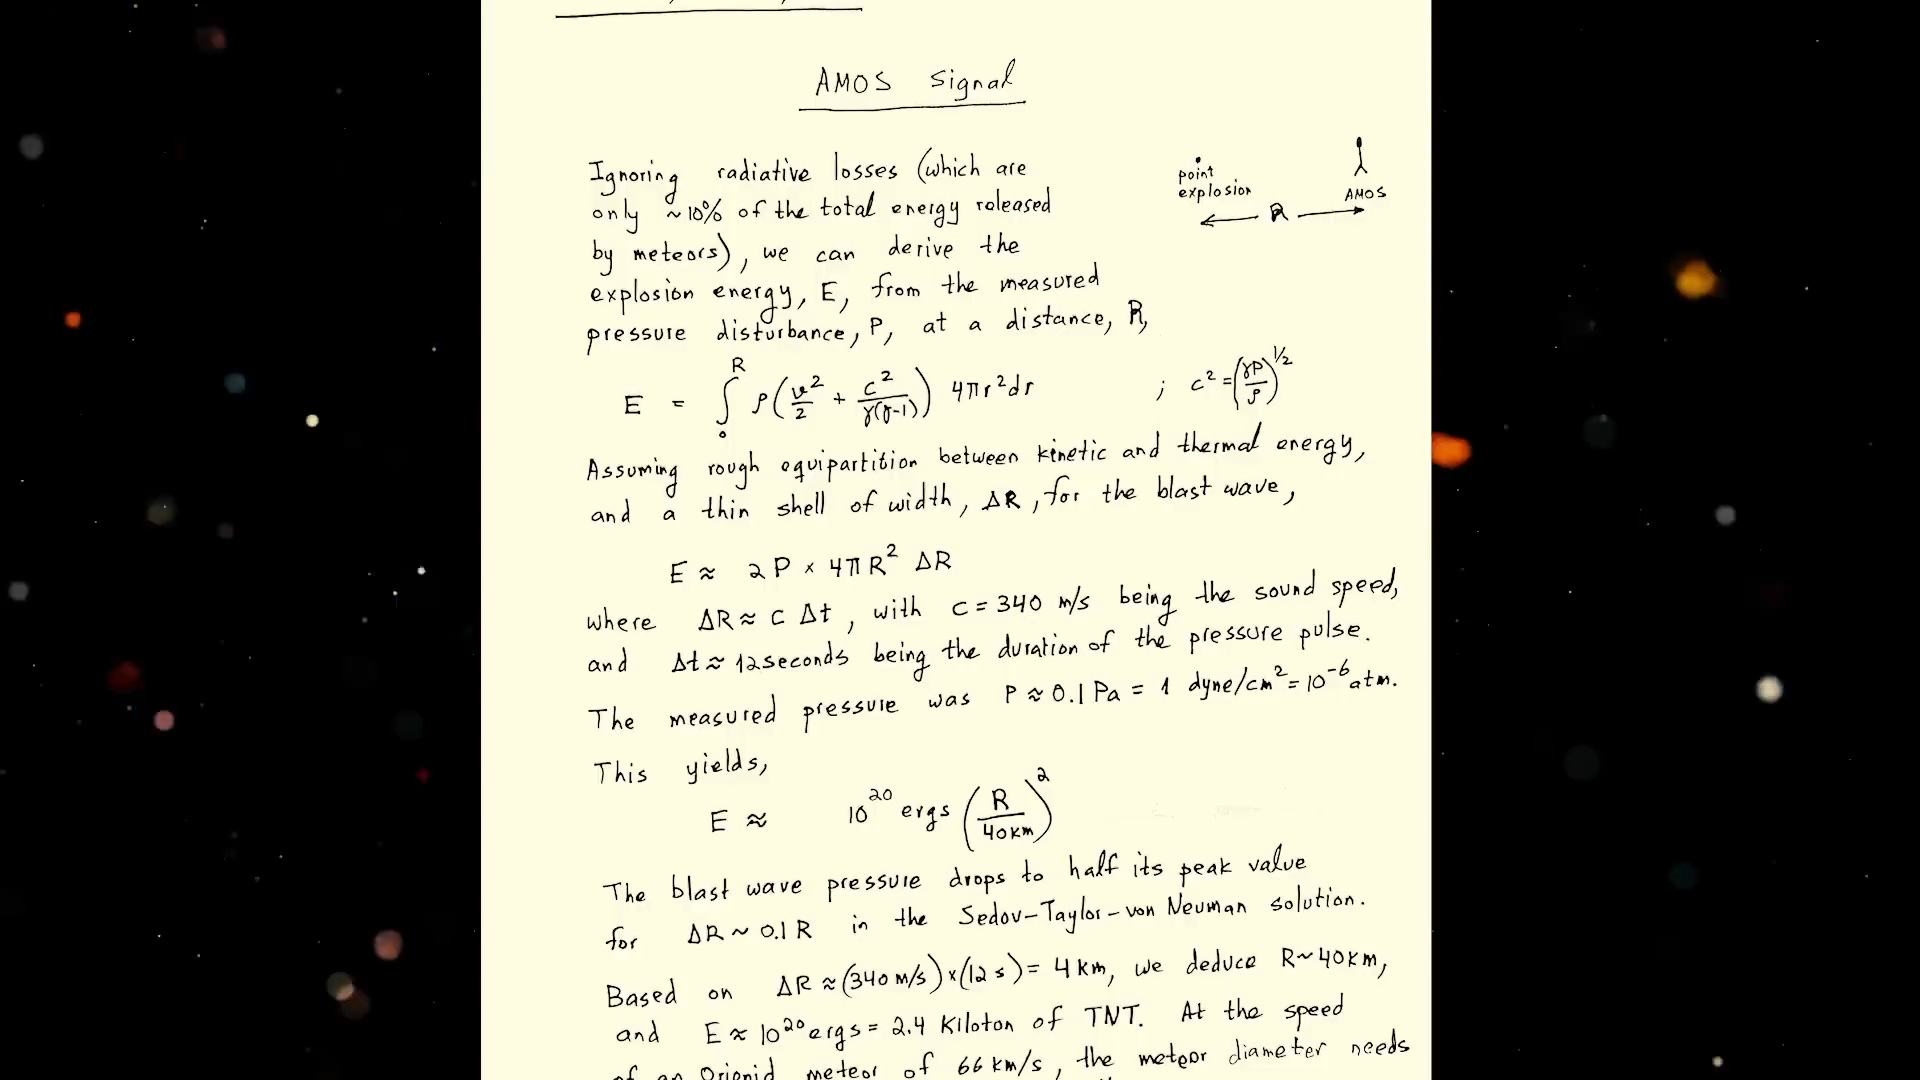 AMOS Signal
point explosion
AMOS
R
Ignoring radiative losses (which are
only ~10% of the total energy released
by meteors), we can derive the
explosion energy, E, from the measured
pressure disturbance, P, at a distance, R,
E = ∫₀ᴿ ρ(v²/2 + c²/γ(γ-1)) 4πr²dr ; c² = (γP/ρ)^1/2
Assuming rough equipartition between kinetic and thermal energy,
and a thin shell of width, ΔR, for the blast wave,
E ≈ 2P × 4πR² ΔR
where ΔR ≈ c Δt, with c = 340 m/s being the sound speed,
and Δt ≈ 12 seconds being the duration of the pressure pulse.
The measured pressure was P ≈ 0.1 Pa = 1 dyne/cm² = 10⁻⁶ atm.
This yields,
E ≈ 10²⁰ ergs (R/40km)²
The blast wave pressure drops to half its peak value
for ΔR ~ 0.1 R in the Sedov-Taylor-von Neuman solution.
Based on ΔR ≈ (340 m/s)×(12 s) = 4 km, we deduce R~40km,
and E ≈ 10²⁰ ergs = 2.4 Kiloton of TNT. At the speed
of an Orionid meteor of 66 km/s, the meteor diameter needs